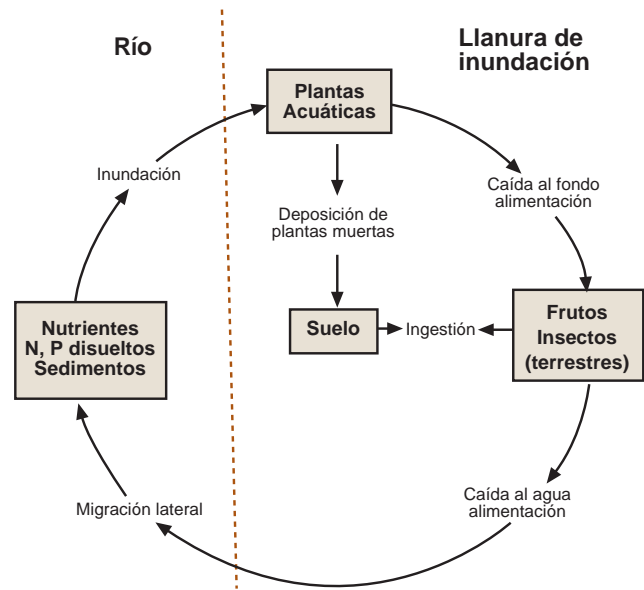 Río
Llanura de
inundación
Plantas
Acuáticas
Inundación
Caída al fondo
alimentación
Deposición de
plantas muertas
Nutrientes
N, P disueltos
Sedimentos
Suelo
Ingestión
Frutos
Insectos
(terrestres)
Migración lateral
Caída al agua
alimentación